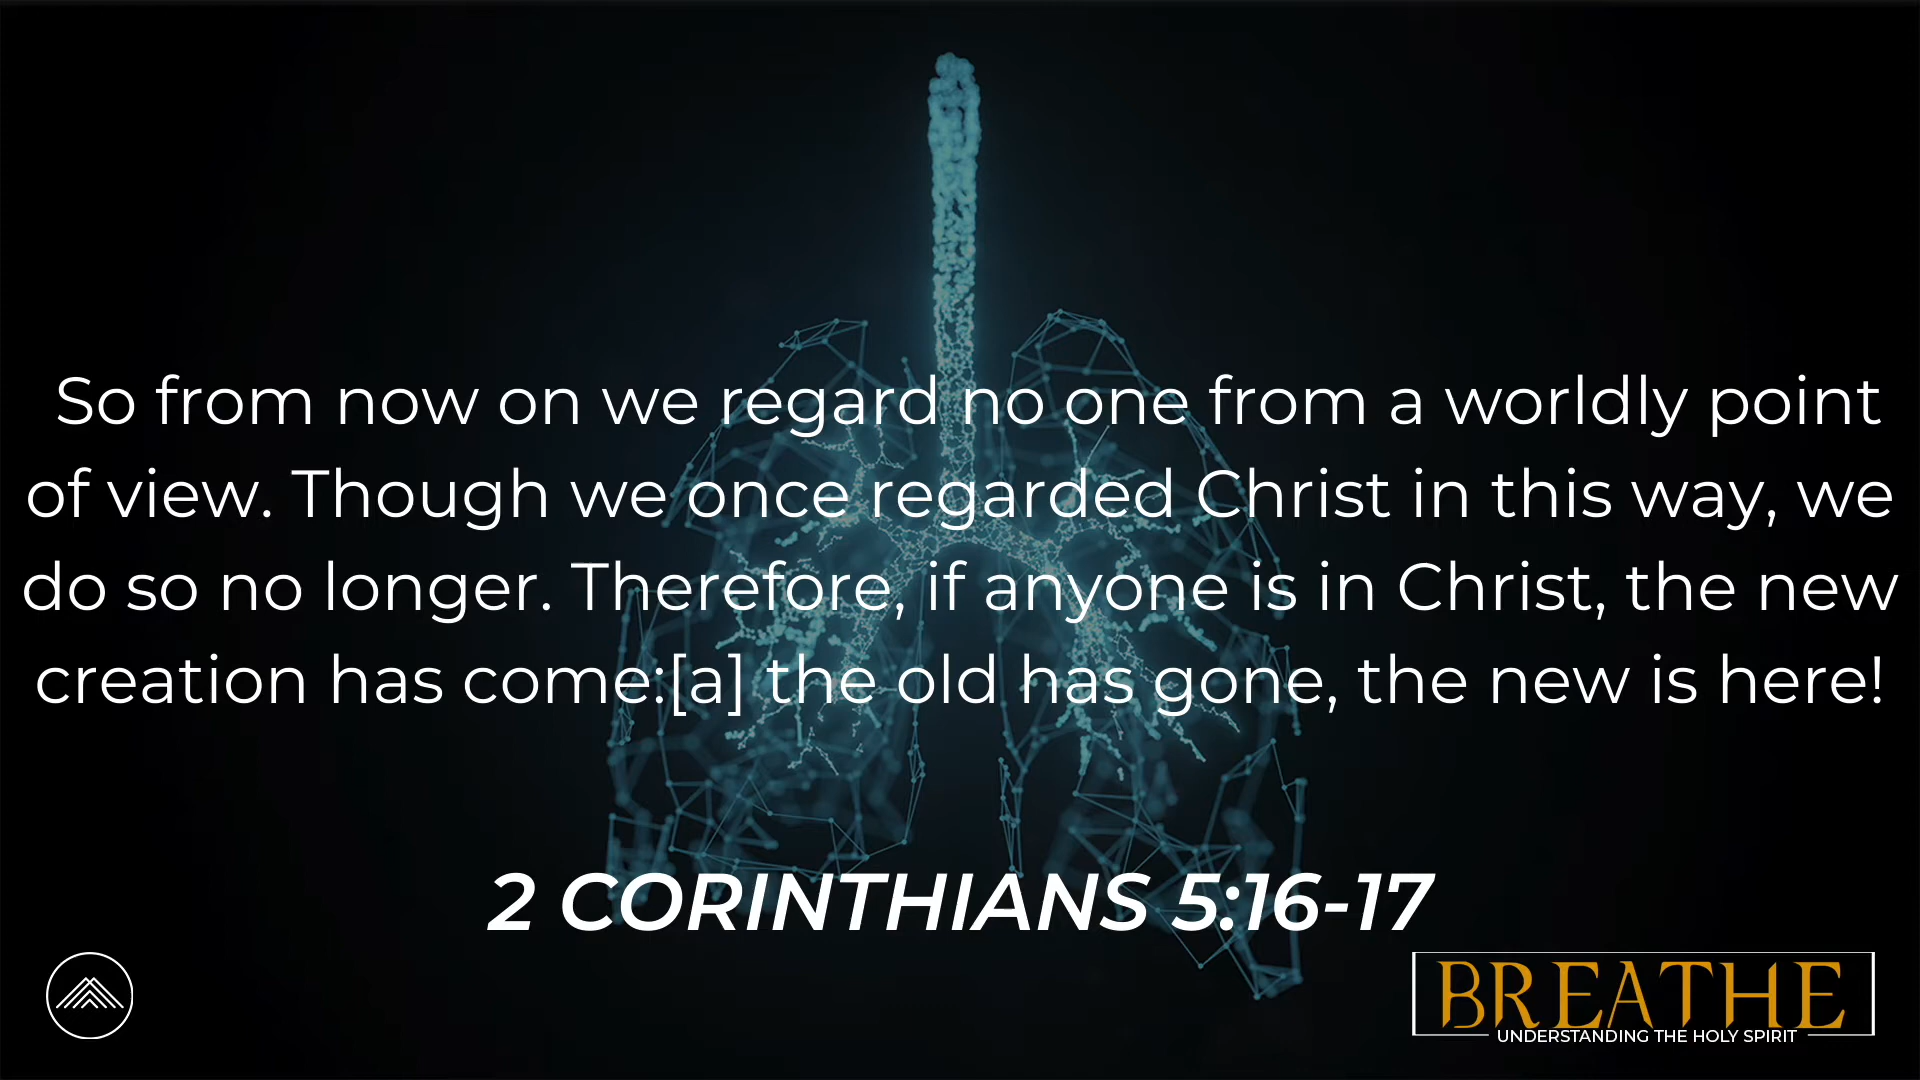 So from now on we regard no one from a worldly point
of view. Though we once regarded Christ in this way, we
do so no longer. Therefore, if anyone is in Christ, the new
creation has come:[a] the old has gone, the new is here!
2 CORINTHIANS 5:16-17
BREATHE
UNDERSTANDING THE HOLY SPIRIT